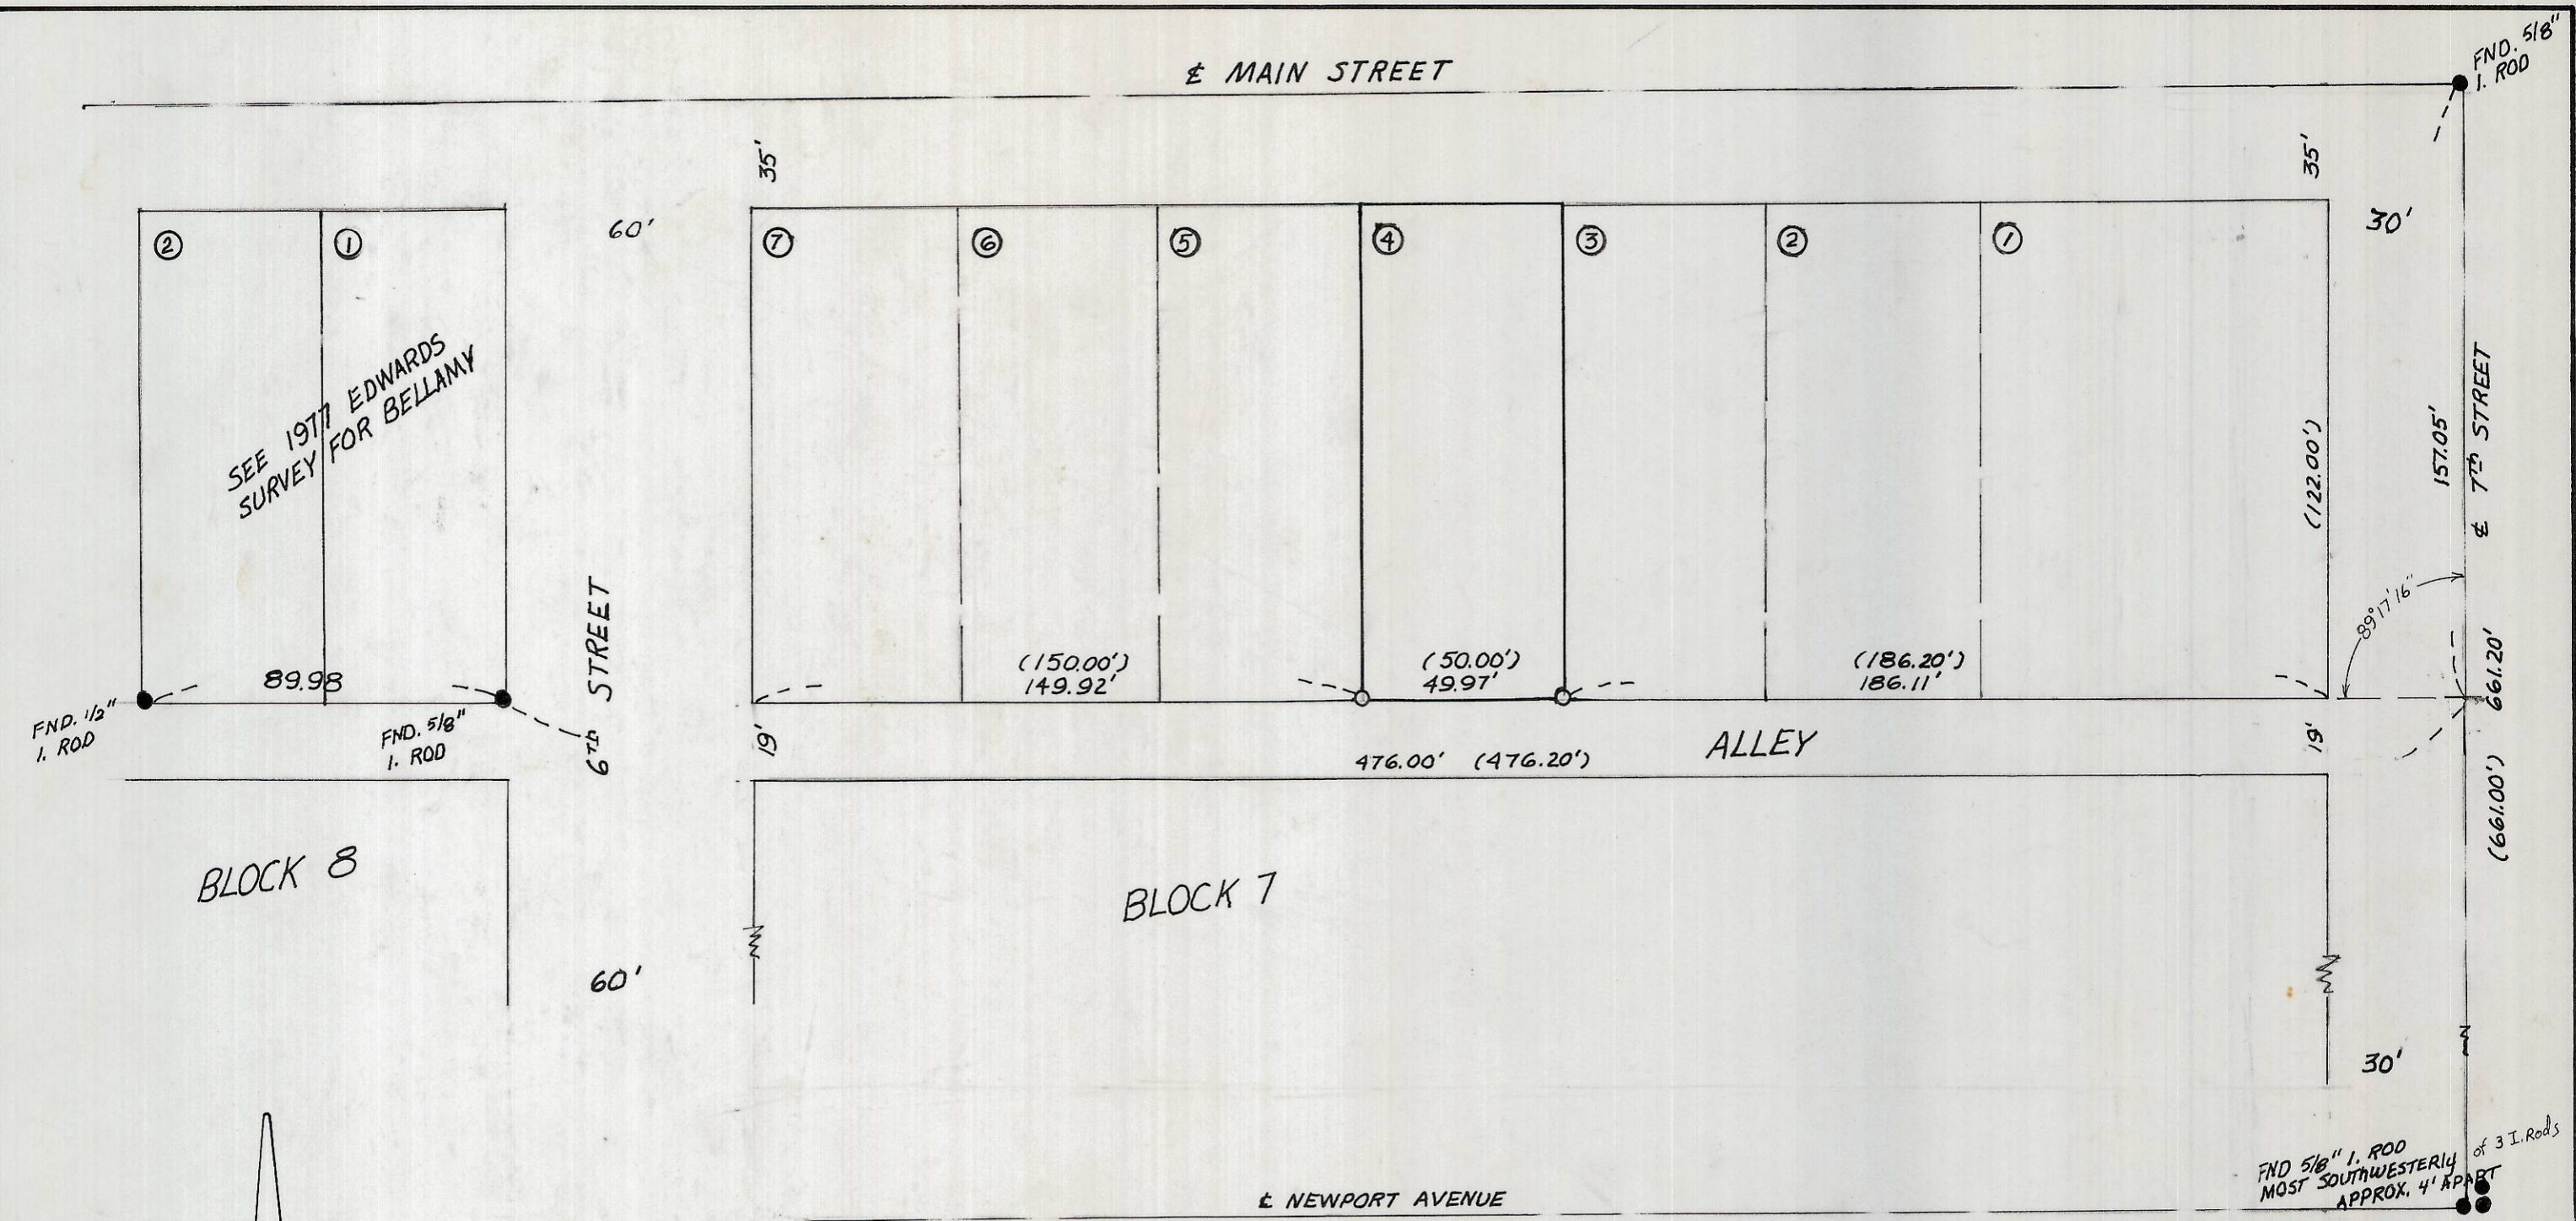 ℄ MAIN STREET
FND. 5/8"
I. ROD
35'
35'
60'
30'
②
①
⑦
⑥
⑤
④
③
②
①
SEE 1977 EDWARDS
SURVEY FOR BELLAMY
(122.00')
157.05'
℄ 7TH STREET
89°17'16"
6TH STREET
89.98
(150.00')
149.92'
(50.00')
49.97'
(186.20')
186.11'
661.20'
(661.00')
FND. 1/2"
I. ROD
FND. 5/8"
I. ROD
19'
19'
476.00' (476.20')
ALLEY
BLOCK 8
BLOCK 7
60'
30'
FND 5/8" I. ROD
MOST SOUTHWESTERLY of 3 I. Rods
APPROX. 4' APART
℄ NEWPORT AVENUE